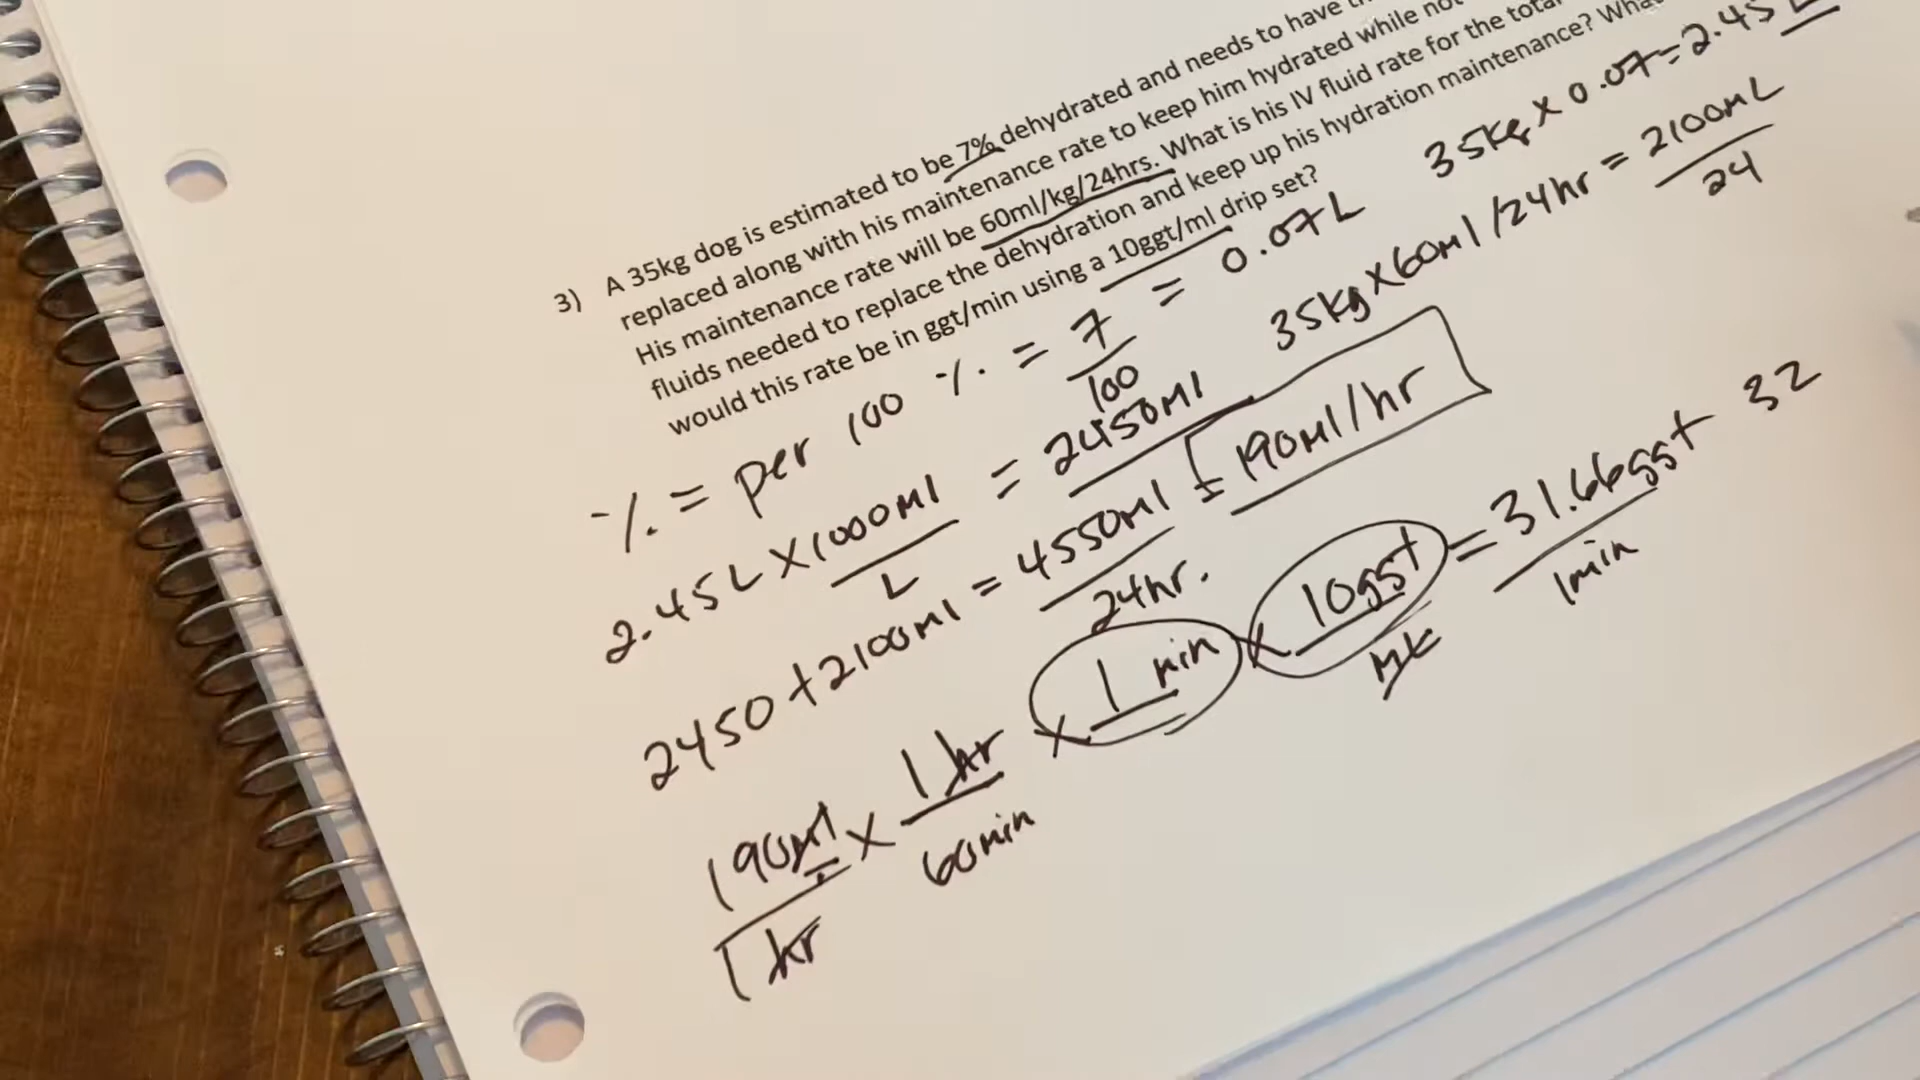 3) A 35kg dog is estimated to be 7% dehydrated and needs to have
replaced along with his maintenance rate to keep him hydrated while
His maintenance rate will be 60ml/kg/24hrs. What is his IV fluid rate for the
fluids needed to replace the dehydration and keep up his hydration maintenance?
would this rate be in ggt/min using a 10ggt/ml drip set?
35kg x 0.07 = 2.45 L
% = per 100 % = 7/100 = 0.07L
35kg x 60ml/24hr = 2100mL/24
2.45L x 1000ml/L = 2450ml
2450 + 2100ml = 4550ml/24hr. = 190ml/hr
190ml/1hr x 1hr/60min x 1min x 10ggt/mL = 31.66ggt/1min 32